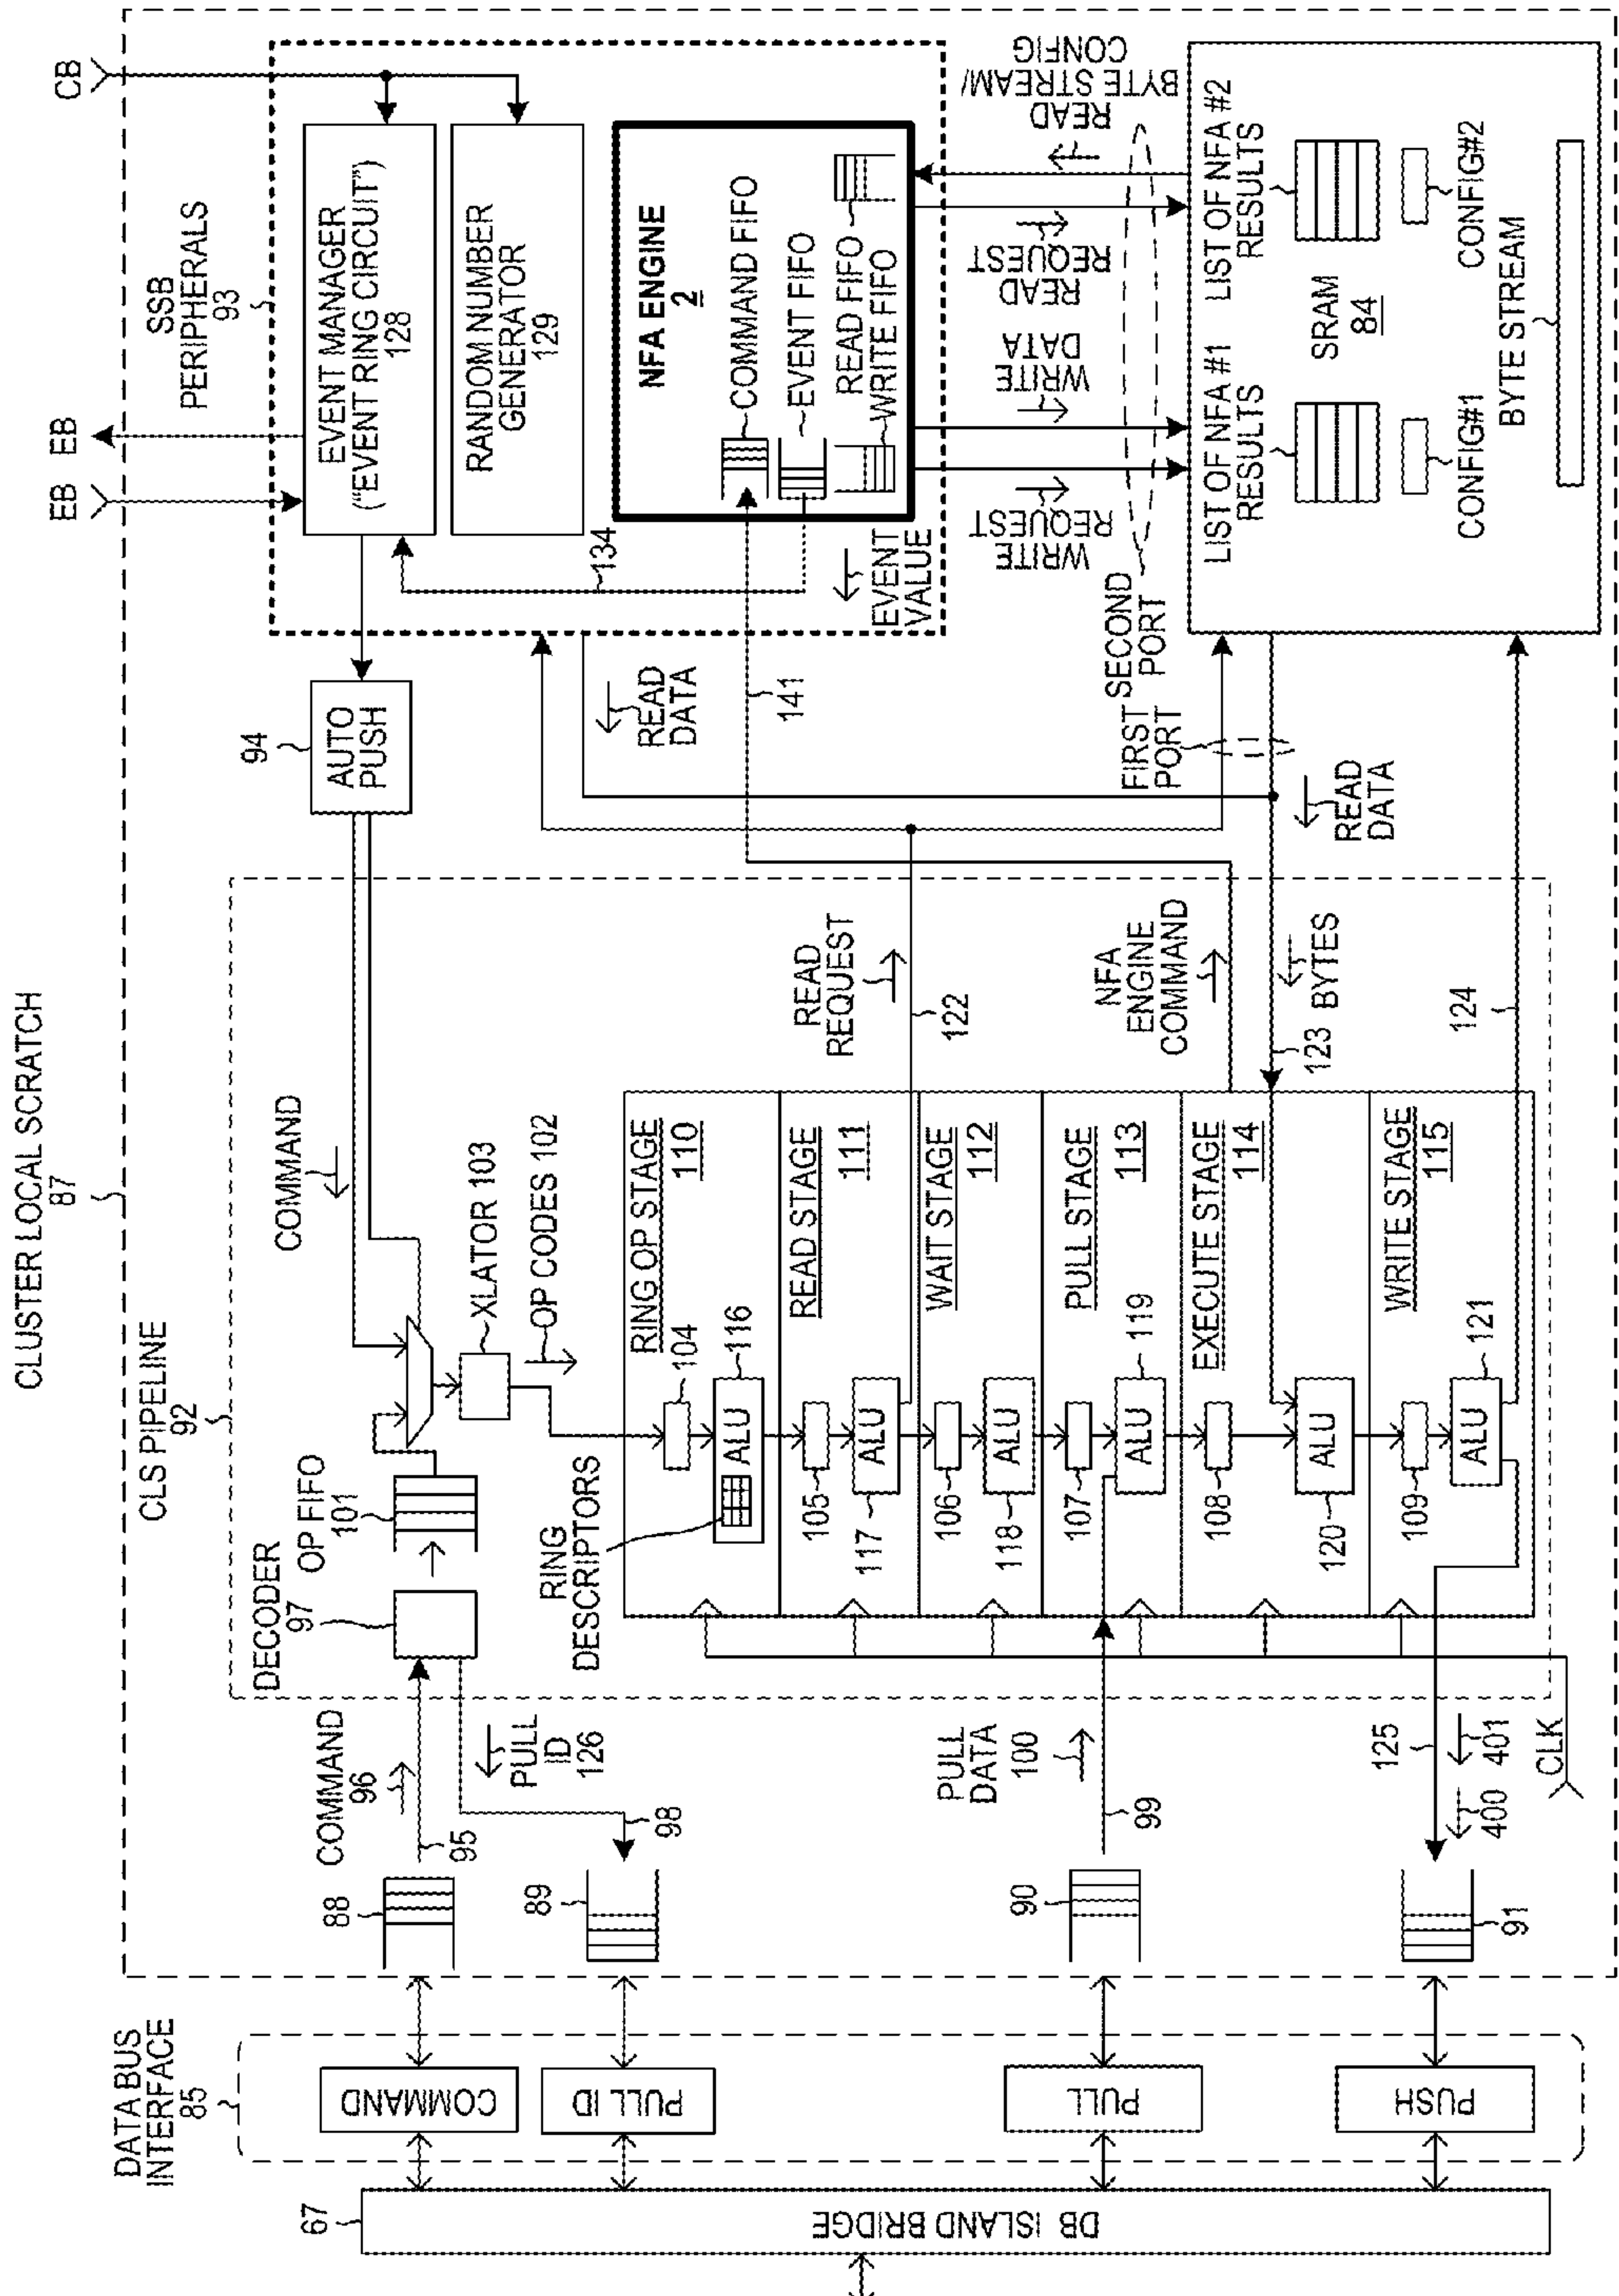 CLUSTER LOCAL SCRATCH
87
CB
EB
EB
SSB
PERIPHERALS
93
EVENT MANAGER
("EVENT RING CIRCUIT")
128
RANDOM NUMBER
GENERATOR
129
NFA ENGINE
2
COMMAND FIFO
EVENT FIFO
READ FIFO
WRITE FIFO
134
EVENT
VALUE
AUTO
PUSH
94
READ
DATA
141
WRITE
REQUEST
WRITE
DATA
READ
REQUEST
READ
BYTE STREAM/
CONFIG
SECOND
PORT
FIRST
PORT
LIST OF NFA #1
RESULTS
LIST OF NFA #2
RESULTS
SRAM
84
CONFIG#1
CONFIG#2
BYTE STREAM
READ
DATA
CLS PIPELINE
92
COMMAND
DECODER
97
OP FIFO
101
XLATOR 103
OP CODES 102
RING
DESCRIPTORS
RING OP STAGE
110
104
ALU
116
READ STAGE
111
105
ALU
117
WAIT STAGE
112
106
ALU
118
PULL STAGE
113
107
ALU
119
EXECUTE STAGE
114
108
ALU
120
WRITE STAGE
115
109
ALU
121
READ
REQUEST
122
NFA
ENGINE
COMMAND
123
BYTES
124
COMMAND
96
95
88
PULL
ID
126
98
89
PULL
DATA
100
99
90
125
401
400
91
CLK
DATA BUS
INTERFACE
85
COMMAND
PULL ID
PULL
PUSH
67
DB ISLAND BRIDGE